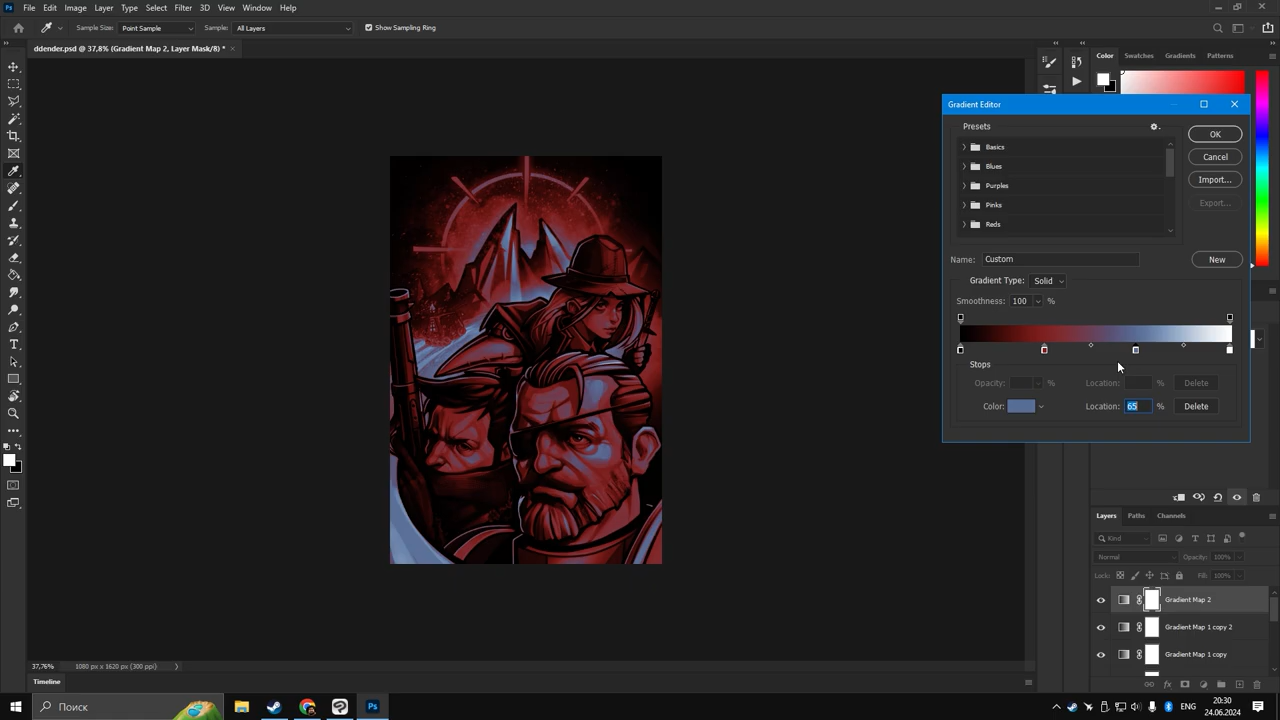 Ps File Edit Image Layer Type Select Filter 3D View Window Help
Sample Size: Point Sample Sample: All Layers Show Sampling Ring
ddender.psd @ 37,8% (Gradient Map 2, Layer Mask/8) *
Color Swatches Gradients Patterns
Gradient Editor
Presets
Basics
Blues
Purples
Pinks
Reds
OK
Cancel
Import...
Export...
Name: Custom
New
Gradient Type: Solid
Smoothness: 100 %
Stops
Opacity: % Location: % Delete
Color: Location: 65 % Delete
Layers Paths Channels
Kind
Normal Opacity: 100%
Lock: Fill: 100%
Gradient Map 2
Gradient Map 1 copy 2
Gradient Map 1 copy
37,76% 1080 px x 1620 px (300 ppi)
Timeline
Поиск
Ps
ENG
20:30
24.06.2024